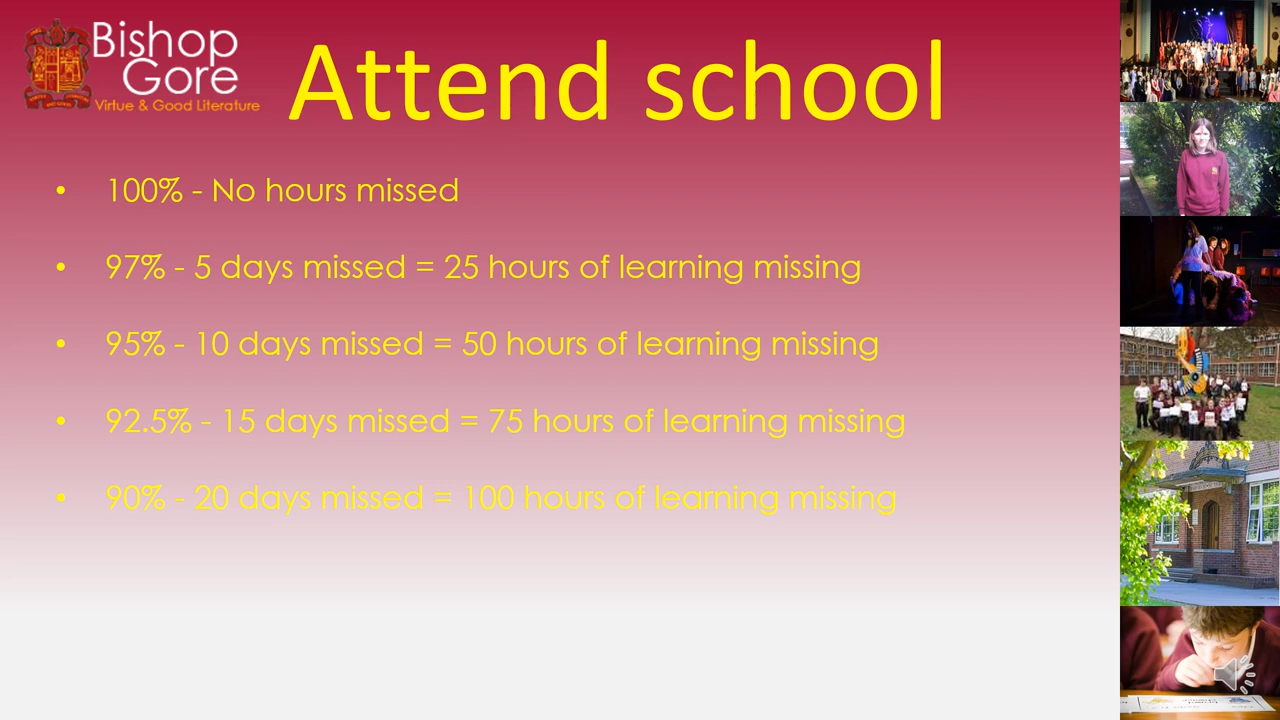 Bishop
Gore
Virtue & Good Literature
Attend school
• 100% - No hours missed
• 97% - 5 days missed = 25 hours of learning missing
• 95% - 10 days missed = 50 hours of learning missing
• 92.5% - 15 days missed = 75 hours of learning missing
• 90% - 20 days missed = 100 hours of learning missing